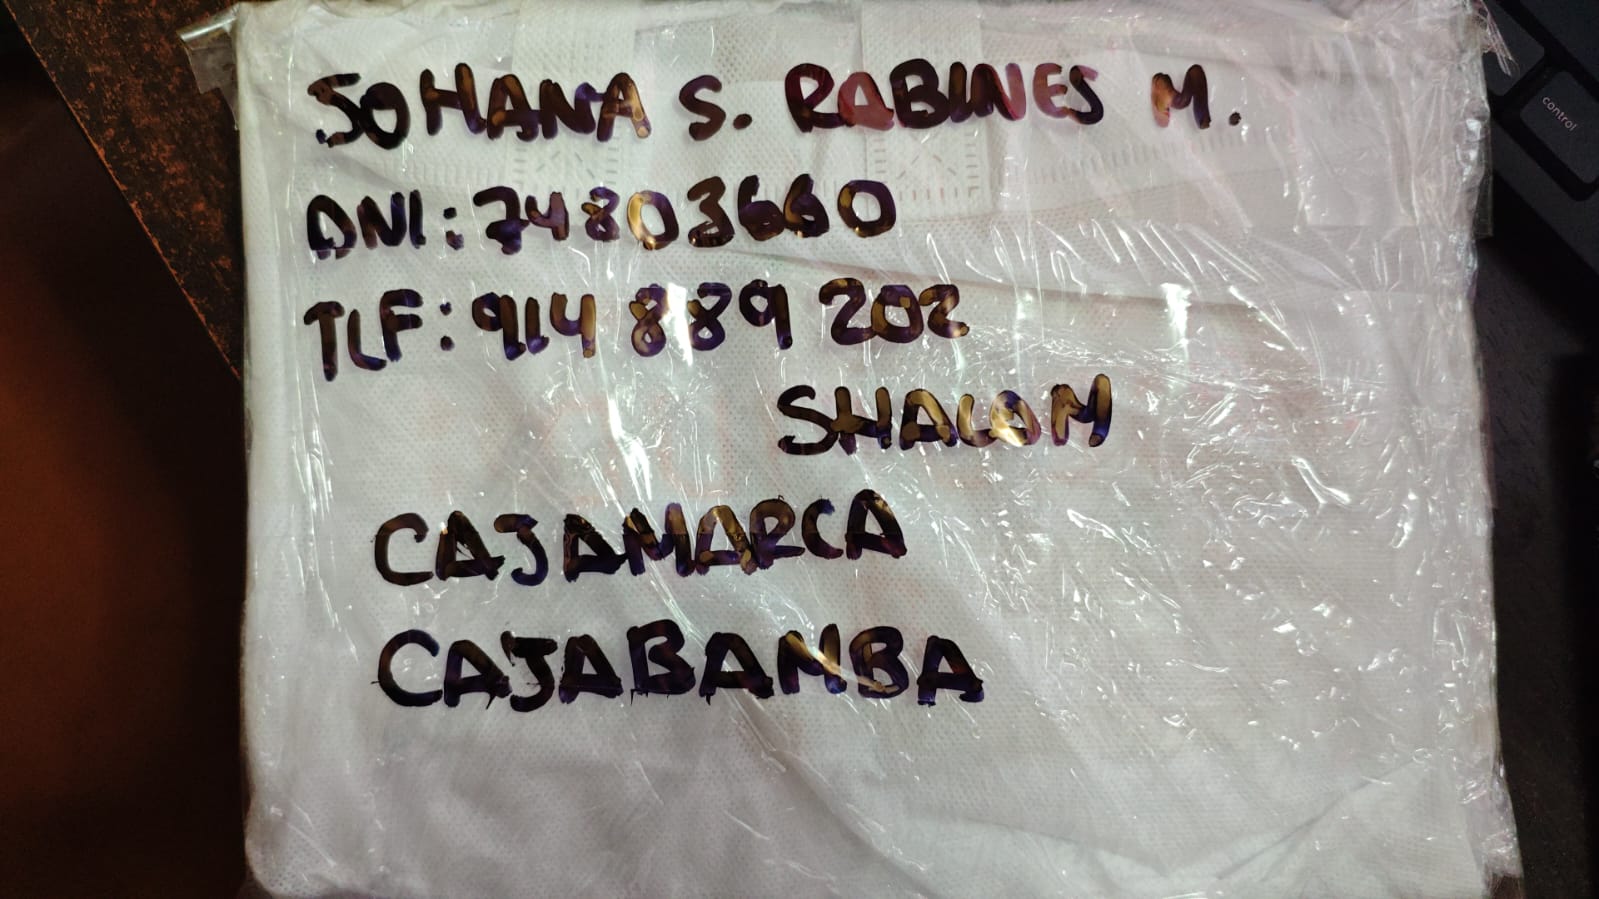 JOHANA S. RABINES M.
DNI: 74803660
TLF: 914 889 202
SHALOM
CAJAMARCA
CAJABAMBA
control